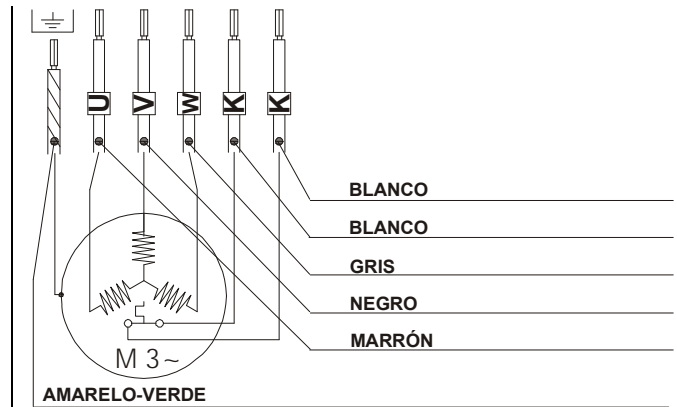 U V W K K
BLANCO
BLANCO
GRIS
NEGRO
MARRÓN
M 3~
AMARELO-VERDE